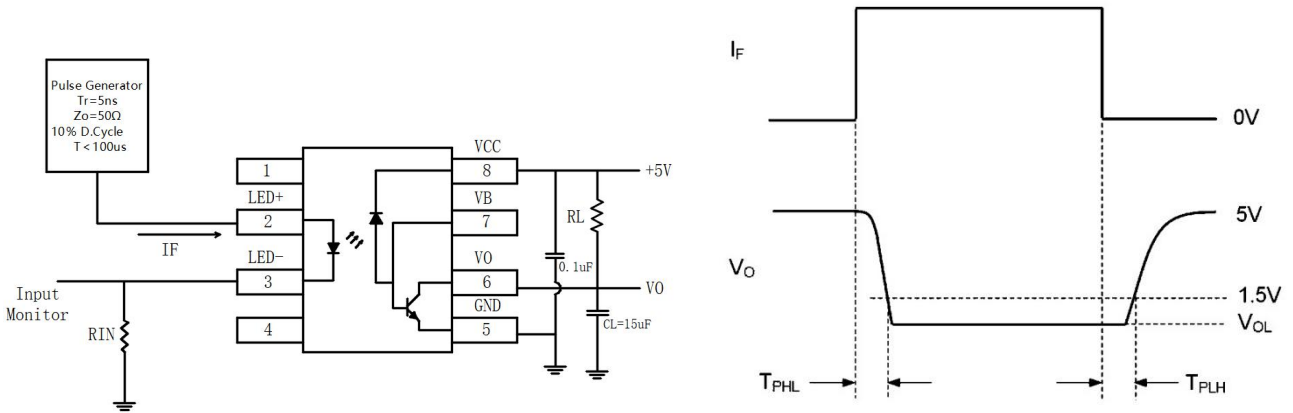 Pulse Generator
Tr=5ns
Zo=50Ω
10% D.Cycle
T < 100us
LED+
IF
LED-
Input
Monitor
RIN
1
2
3
4
VCC
8
VB
7
VO
6
GND
5
+5V
RL
0.1uF
VO
CL=15uF
IF
0V
5V
VO
1.5V
VOL
TPHL
TPLH